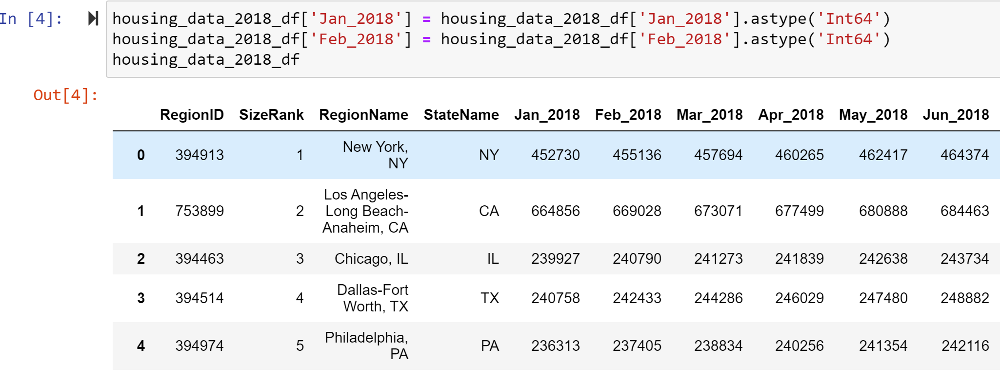 In [4]:
housing_data_2018_df['Jan_2018'] = housing_data_2018_df['Jan_2018'].astype('Int64')
housing_data_2018_df['Feb_2018'] = housing_data_2018_df['Feb_2018'].astype('Int64')
housing_data_2018_df
Out[4]:
RegionID SizeRank RegionName StateName Jan_2018 Feb_2018 Mar_2018 Apr_2018 May_2018 Jun_2018
0 394913 1 New York, NY NY 452730 455136 457694 460265 462417 464374
1 753899 2 Los Angeles-Long Beach-Anaheim, CA CA 664856 669028 673071 677499 680888 684463
2 394463 3 Chicago, IL IL 239927 240790 241273 241839 242638 243734
3 394514 4 Dallas-Fort Worth, TX TX 240758 242433 244286 246029 247480 248882
4 394974 5 Philadelphia, PA PA 236313 237405 238834 240256 241354 242116